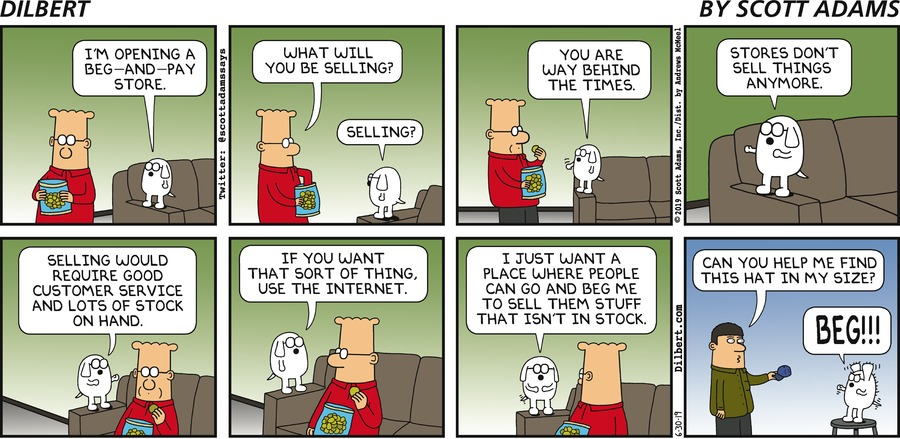 DILBERT
BY SCOTT ADAMS
I'M OPENING A
BEG-AND-PAY
STORE.
Twitter: @scottadamssays
WHAT WILL
YOU BE SELLING?
SELLING?
YOU ARE
WAY BEHIND
THE TIMES.
©2019 Scott Adams, Inc./Dist. by Andrews McMeel
STORES DON'T
SELL THINGS
ANYMORE.
SELLING WOULD
REQUIRE GOOD
CUSTOMER SERVICE
AND LOTS OF STOCK
ON HAND.
IF YOU WANT
THAT SORT OF THING,
USE THE INTERNET.
I JUST WANT A
PLACE WHERE PEOPLE
CAN GO AND BEG ME
TO SELL THEM STUFF
THAT ISN'T IN STOCK.
Dilbert.com
6-30-19
CAN YOU HELP ME FIND
THIS HAT IN MY SIZE?
BEG!!!